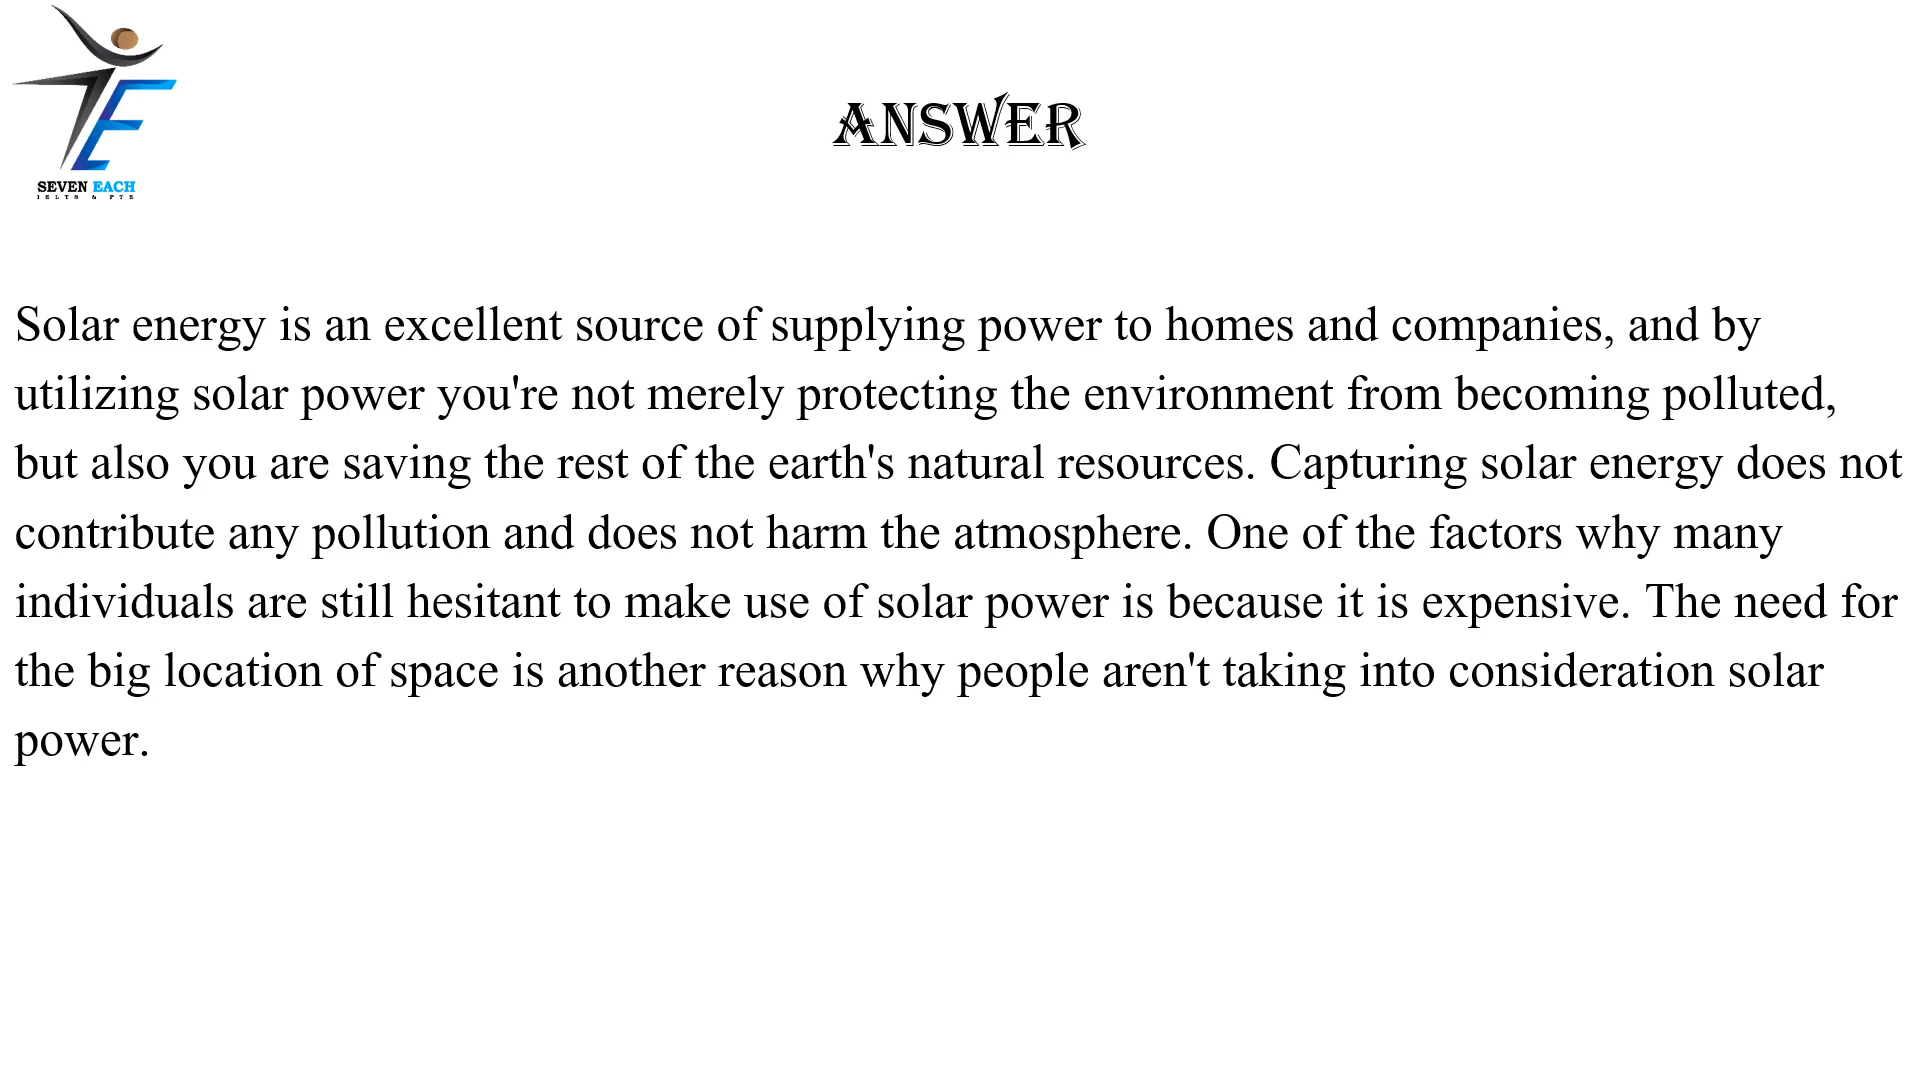 ANSWER
SEVEN EACH
IELTS & PTE
Solar energy is an excellent source of supplying power to homes and companies, and by
utilizing solar power you're not merely protecting the environment from becoming polluted,
but also you are saving the rest of the earth's natural resources. Capturing solar energy does not
contribute any pollution and does not harm the atmosphere. One of the factors why many
individuals are still hesitant to make use of solar power is because it is expensive. The need for
the big location of space is another reason why people aren't taking into consideration solar
power.